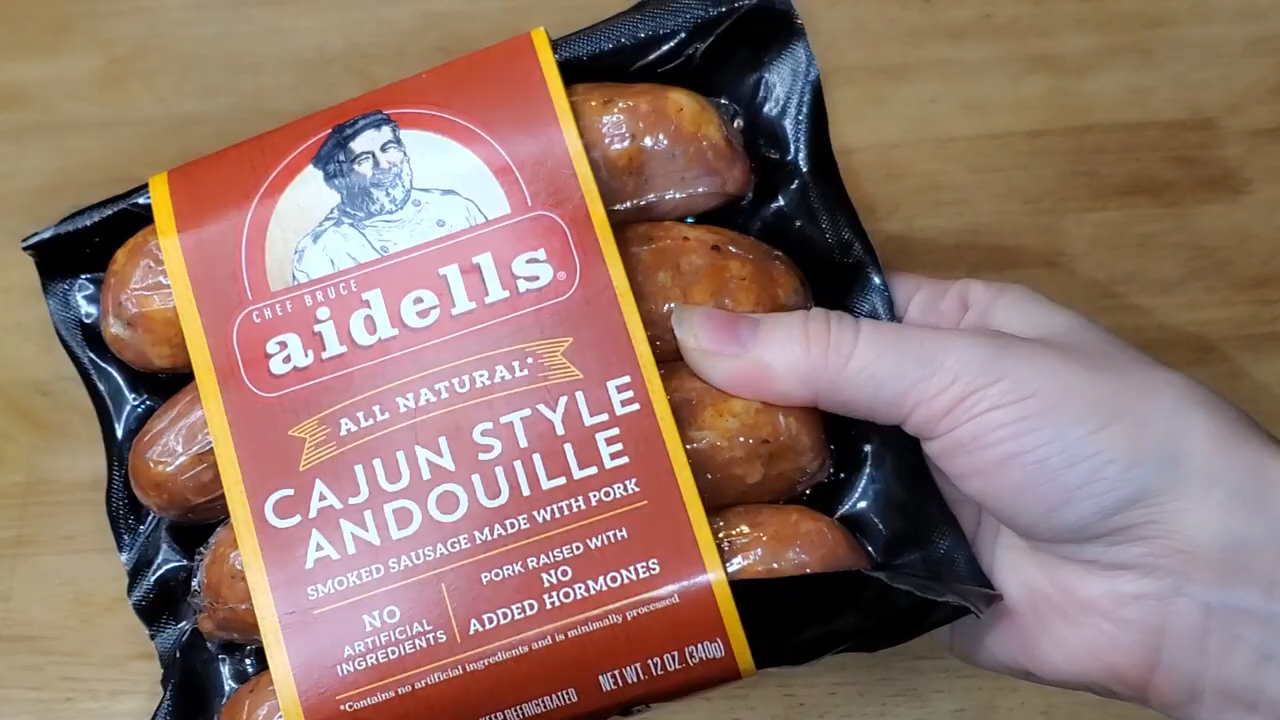 CHEF BRUCE
aidells®
ALL NATURAL*
CAJUN STYLE
ANDOUILLE
SMOKED SAUSAGE MADE WITH PORK
NO
ARTIFICIAL
INGREDIENTS
PORK RAISED WITH
NO
ADDED HORMONES
*Contains no artificial ingredients and is minimally processed
KEEP REFRIGERATED
NET WT. 12 OZ. (340g)